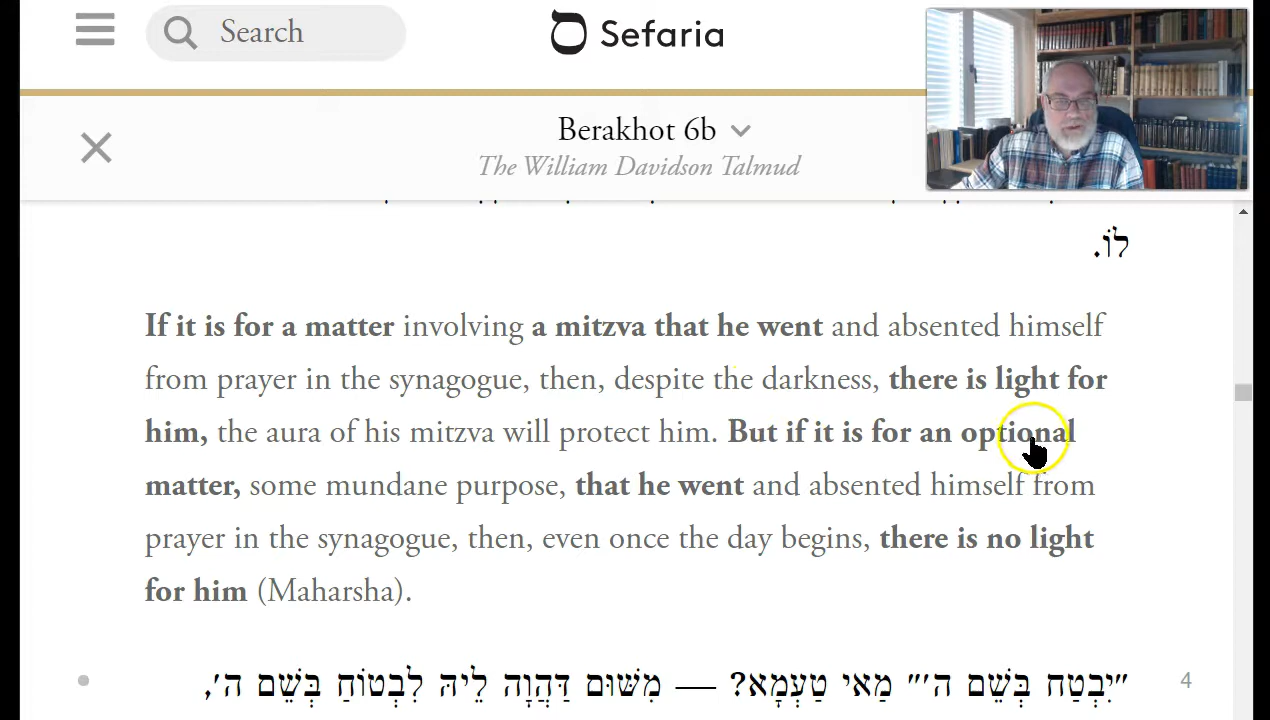 Search
Sefaria
Berakhot 6b
The William Davidson Talmud
לוֹ.
If it is for a matter involving a mitzva that he went and absented himself
from prayer in the synagogue, then, despite the darkness, there is light for
him, the aura of his mitzva will protect him. But if it is for an optional
matter, some mundane purpose, that he went and absented himself from
prayer in the synagogue, then, even once the day begins, there is no light
for him (Maharsha).
״יִבְטַח בְּשֵׁם ה׳״ מַאי טַעְמָא? — מִשּׁוּם דַּהֲוָה לֵיהּ לִבְטוֹחַ בְּשֵׁם ה׳,
4